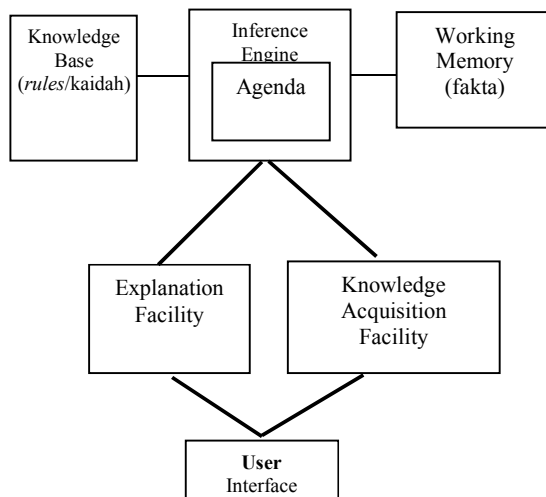 Knowledge
Base
(rules/kaidah)
Inference
Engine
Agenda
Working
Memory
(fakta)
Explanation
Facility
Knowledge
Acquisition
Facility
User
Interface